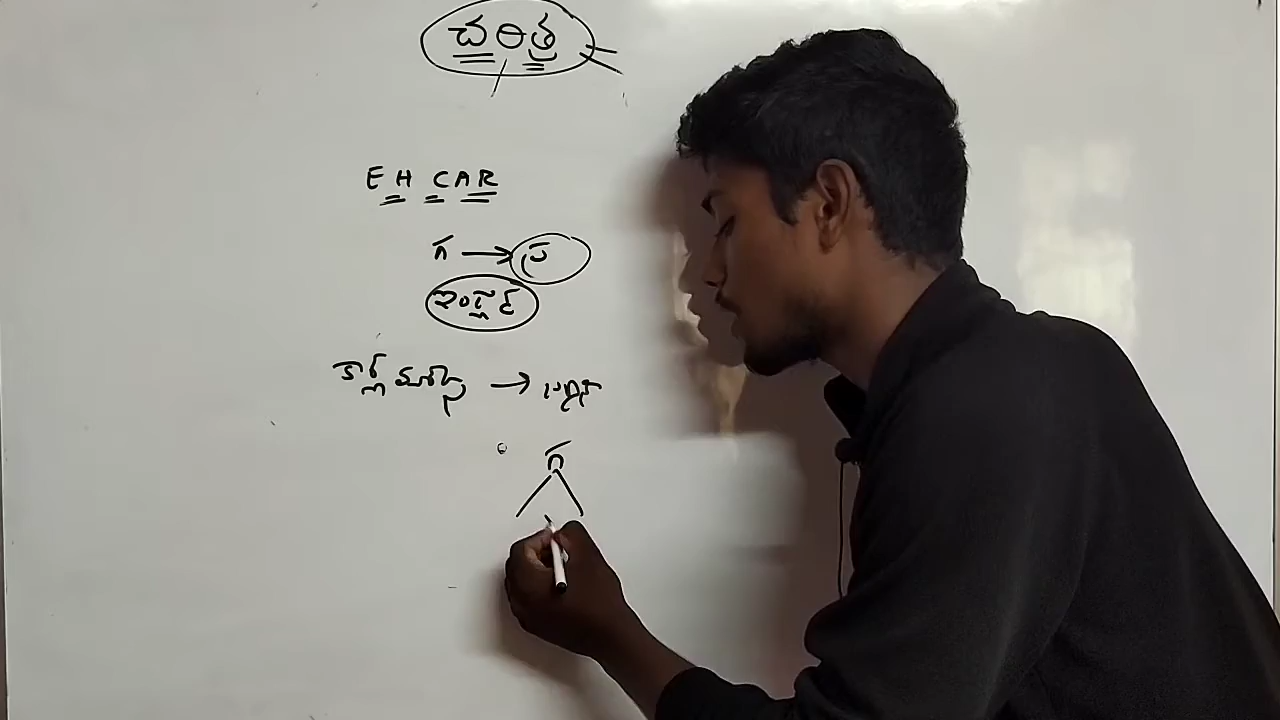 చరిత్ర
E H CAR
గ → వ
ఇంగ్లండ్
కార్ల్ మార్క్స్ →
గ